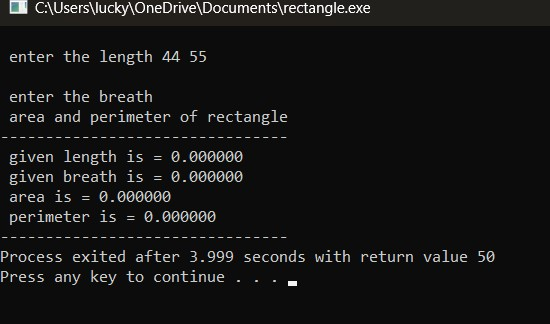 C:\Users\lucky\OneDrive\Documents\rectangle.exe
enter the length 44 55
enter the breath
area and perimeter of rectangle
--------------------------------
given length is = 0.000000
given breath is = 0.000000
area is = 0.000000
perimeter is = 0.000000
--------------------------------
Process exited after 3.999 seconds with return value 50
Press any key to continue . . .